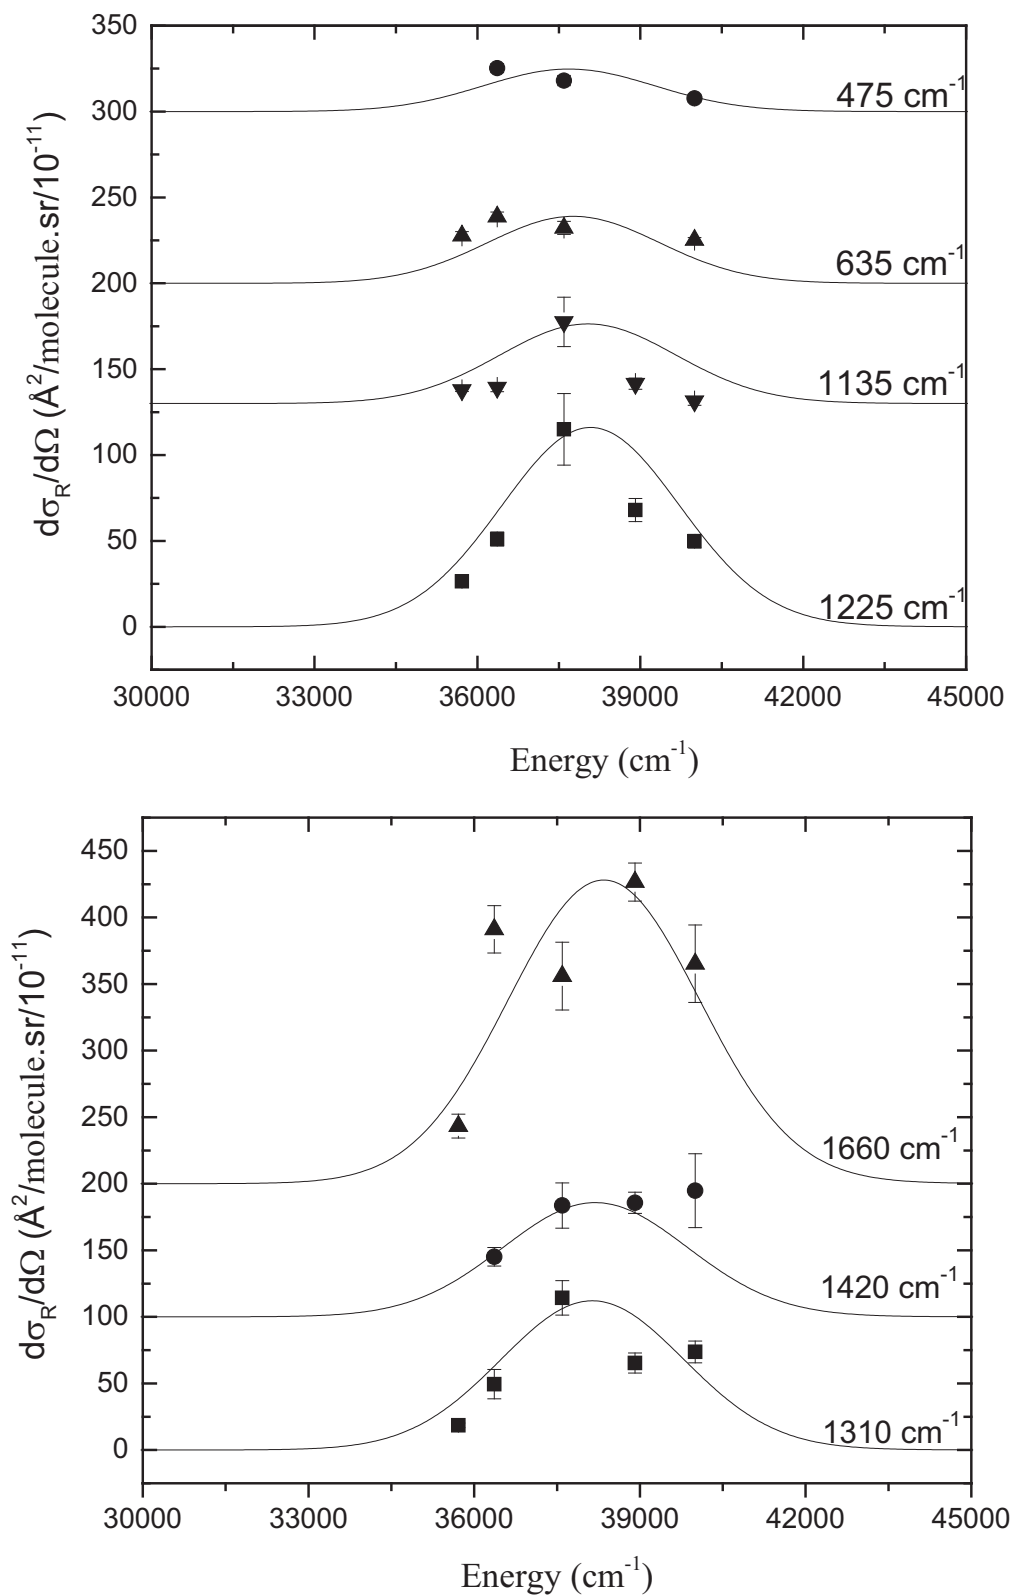 350
300
250
200
150
100
50
0
dσR/dΩ (Å²/molecule.sr/10⁻¹¹)
475 cm⁻¹
635 cm⁻¹
1135 cm⁻¹
1225 cm⁻¹
30000 33000 36000 39000 42000 45000
Energy (cm⁻¹)
450
400
350
300
250
200
150
100
50
0
dσR/dΩ (Å²/molecule.sr/10⁻¹¹)
1660 cm⁻¹
1420 cm⁻¹
1310 cm⁻¹
30000 33000 36000 39000 42000 45000
Energy (cm⁻¹)